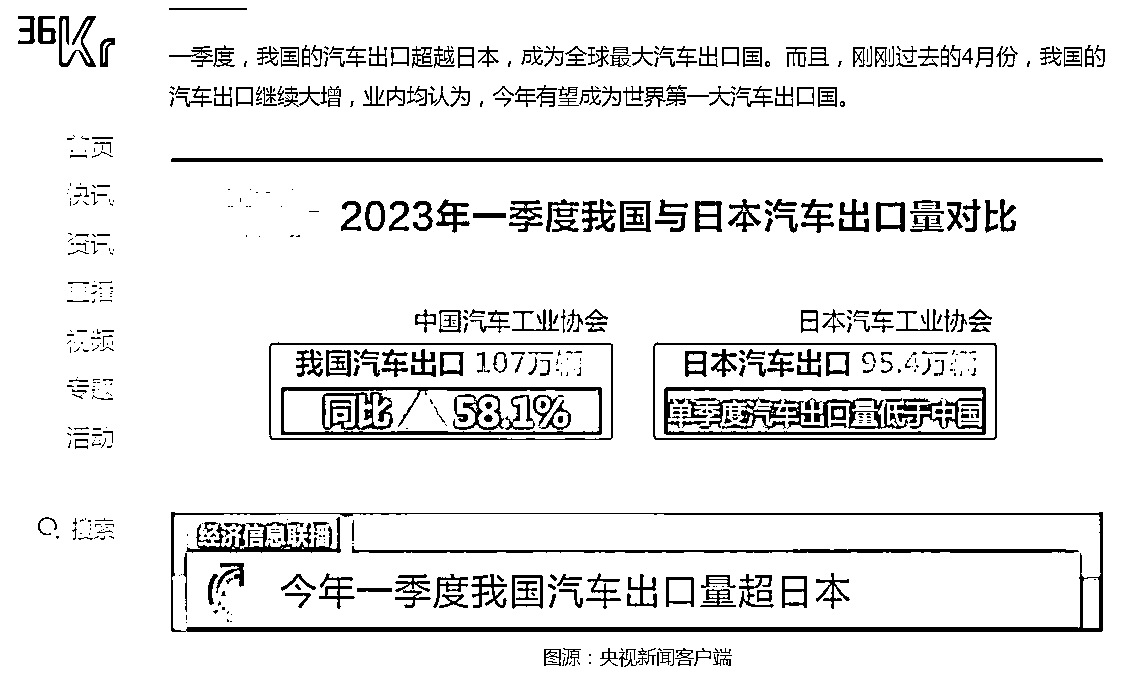 36Kr
一季度，我国的汽车出口超越日本，成为全球最大汽车出口国。而且，刚刚过去的4月份，我国的
汽车出口继续大增，业内均认为，今年有望成为世界第一大汽车出口国。
首页
快讯
资讯
直播
视频
专题
活动
搜索
2023年一季度我国与日本汽车出口量对比
中国汽车工业协会
我国汽车出口 107万辆
同比 58.1%
日本汽车工业协会
日本汽车出口 95.4万辆
单季度汽车出口量低于中国
经济信息联播
今年一季度我国汽车出口量超日本
图源：央视新闻客户端